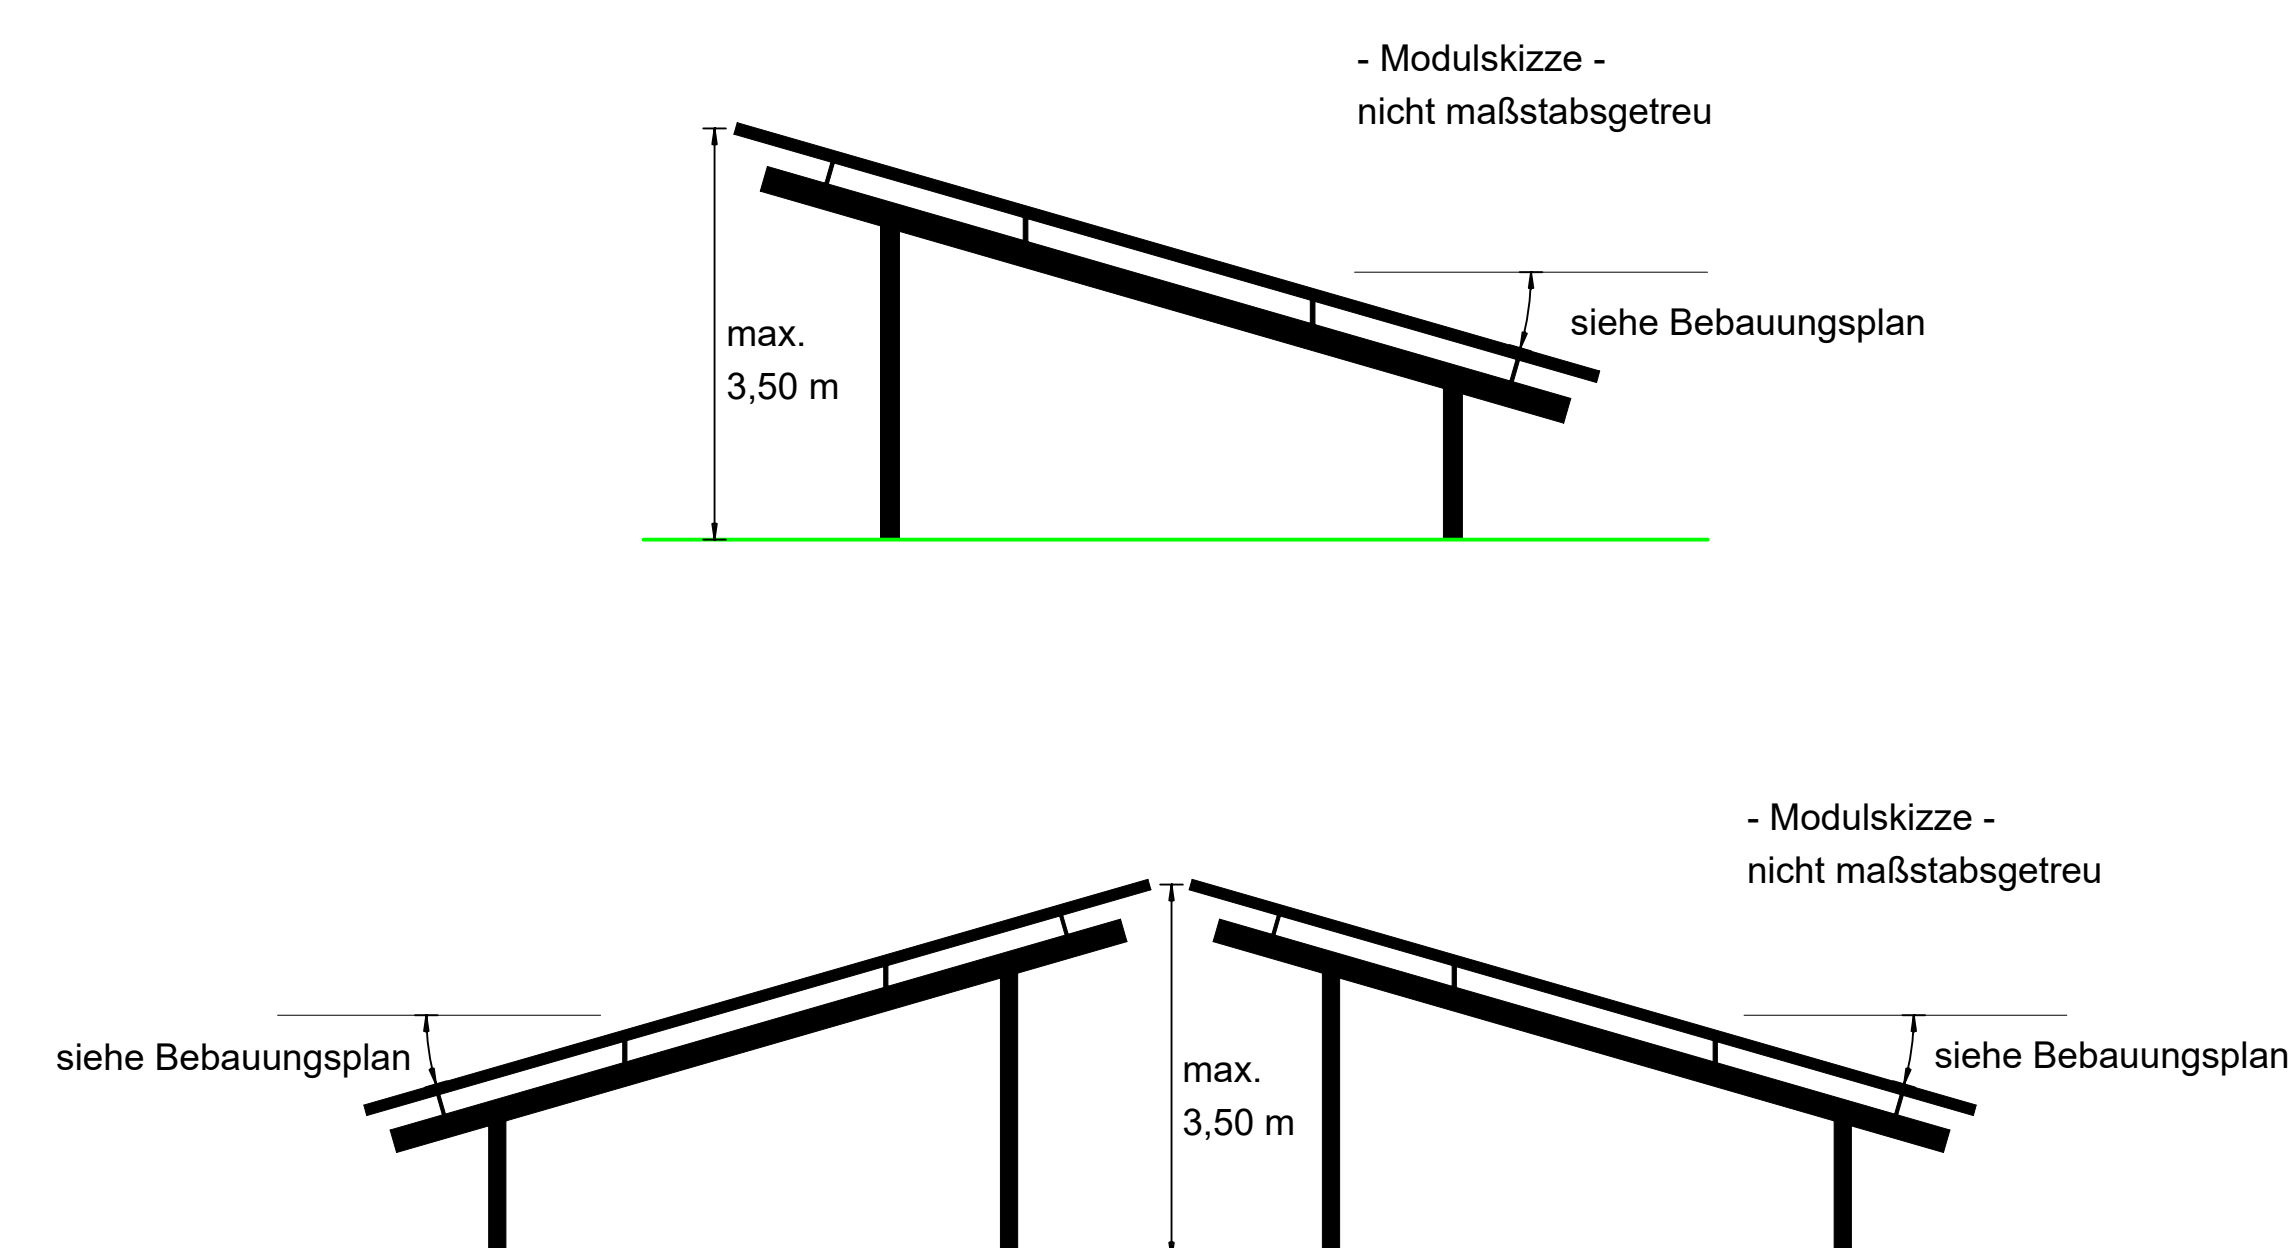 - Modulskizze -
nicht maßstabsgetreu
siehe Bebauungsplan
max.
3,50 m
- Modulskizze -
nicht maßstabsgetreu
siehe Bebauungsplan
siehe Bebauungsplan
max.
3,50 m